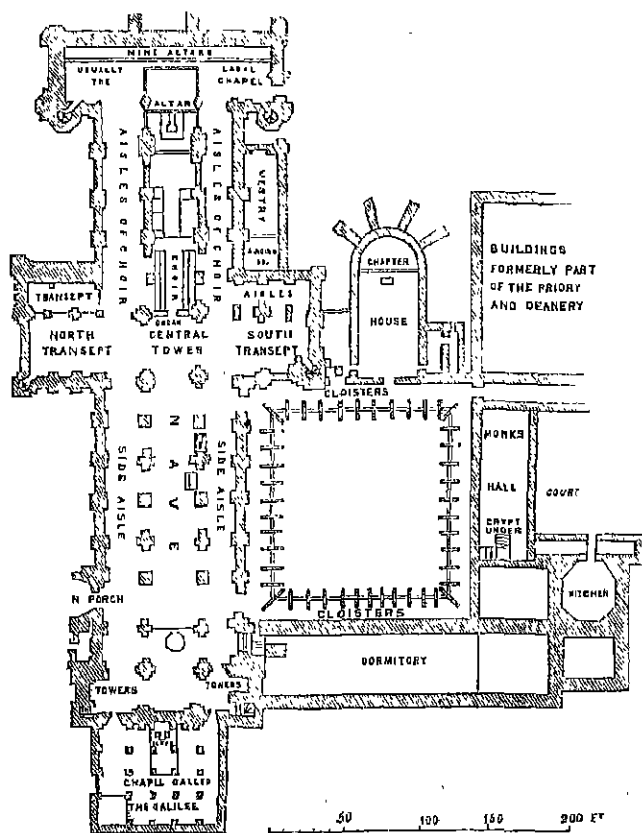 NINE ALTARS
USUALLY
THE
LADAL
CHAPEL
ALTAR
AISLES OF CHOIR
AISLES OF CHOIR
VESTRY
CHOIR
TRANSEPT
AISLES
ORGAN
NORTH
TRANSEPT
CENTRAL
TOWER
SOUTH
TRANSEPT
CHAPTER
HOUSE
BUILDINGS
FORMERLY PART
OF THE PRIORY
AND DEANERY
CLOISTERS
NAVE
SIDE AISLE
SIDE AISLE
MONKS
HALL
CRYPT
UNDER
COURT
KITCHEN
N PORCH
CLOISTERS
DORMITORY
TOWERS
TOWERS
CHAPEL CALLED
THE GALILEE
50 100 150 200 FT